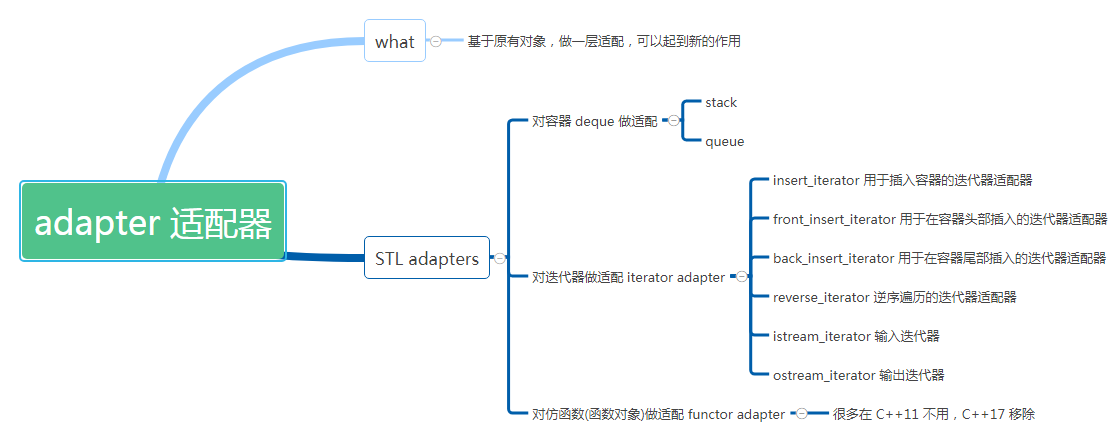 adapter 适配器
what
基于原有对象，做一层适配，可以起到新的作用
STL adapters
对容器 deque 做适配
stack
queue
对迭代器做适配 iterator adapter
insert_iterator 用于插入容器的迭代器适配器
front_insert_iterator 用于在容器头部插入的迭代器适配器
back_insert_iterator 用于在容器尾部插入的迭代器适配器
reverse_iterator 逆序遍历的迭代器适配器
istream_iterator 输入迭代器
ostream_iterator 输出迭代器
对仿函数(函数对象)做适配 functor adapter
很多在 C++11 不用，C++17 移除